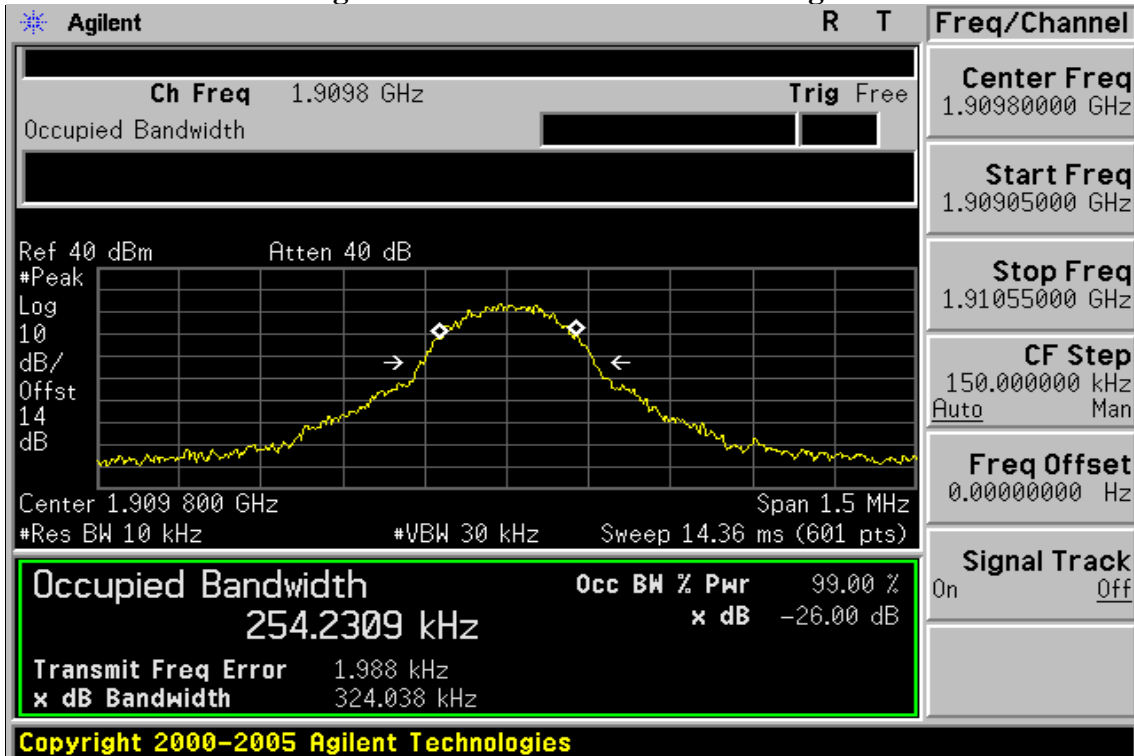 Agilent R T
Freq/Channel
Ch Freq 1.9098 GHz Trig Free
Occupied Bandwidth
Center Freq
1.90980000 GHz
Start Freq
1.90905000 GHz
Stop Freq
1.91055000 GHz
CF Step
150.000000 kHz
Auto Man
Freq Offset
0.00000000 Hz
Signal Track
On Off
Ref 40 dBm Atten 40 dB
#Peak
Log
10
dB/
Offst
14
dB
Center 1.909 800 GHz Span 1.5 MHz
#Res BW 10 kHz #VBW 30 kHz Sweep 14.36 ms (601 pts)
Occupied Bandwidth
254.2309 kHz
Occ BW % Pwr 99.00 %
x dB -26.00 dB
Transmit Freq Error 1.988 kHz
x dB Bandwidth 324.038 kHz
Copyright 2000-2005 Agilent Technologies